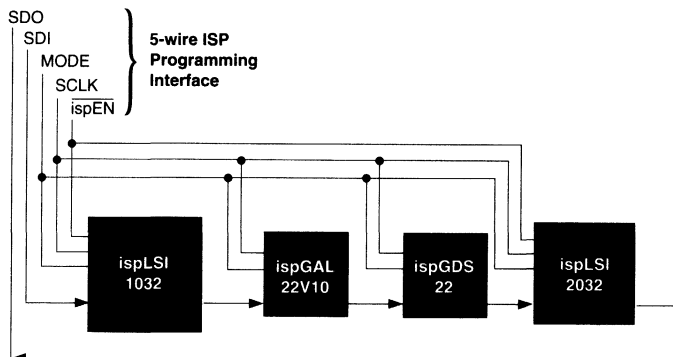 SDO
SDI
MODE
SCLK
ispEN
5-wire ISP
Programming
Interface
ispLSI
1032
ispGAL
22V10
ispGDS
22
ispLSI
2032